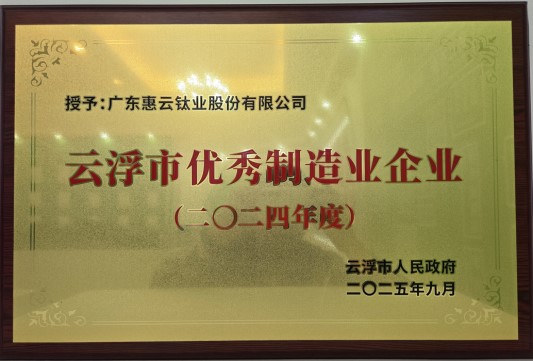 授予：广东惠云钛业股份有限公司
云浮市优秀制造业企业
（二〇二四年度）
云浮市人民政府
二〇二五年九月